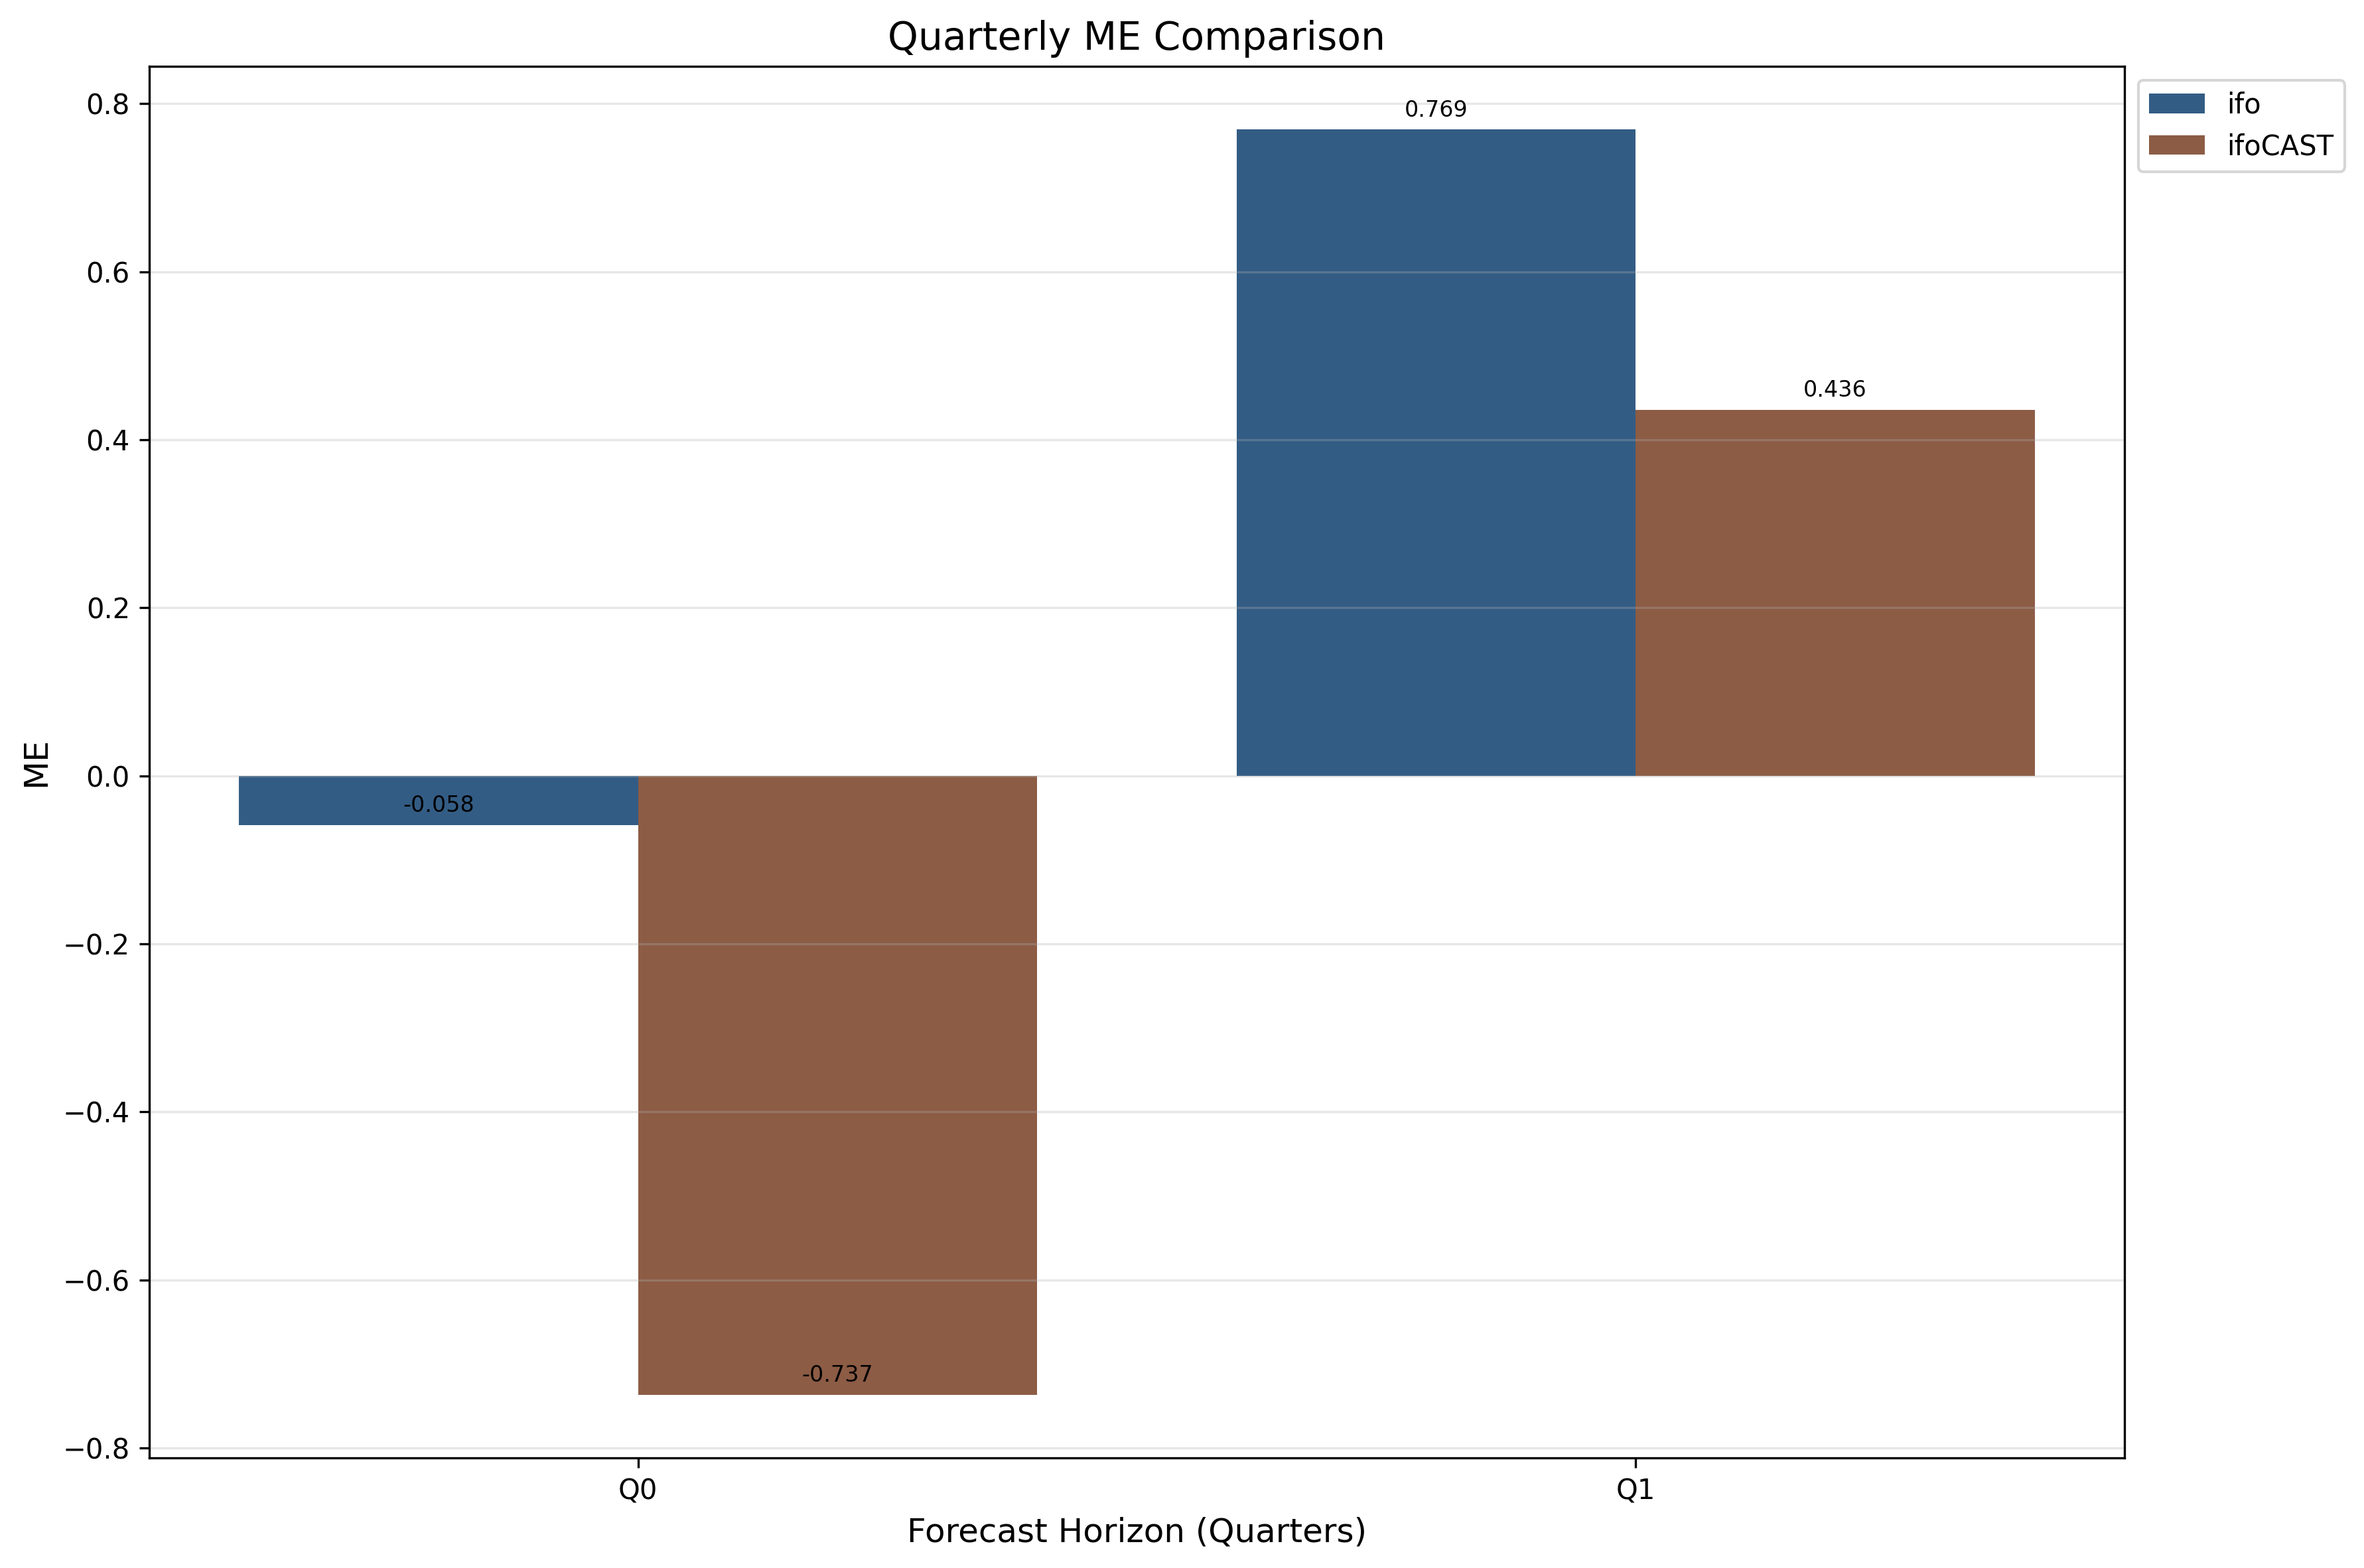 Quarterly ME Comparison
ifo
ifoCAST
ME
0.8
0.6
0.4
0.2
0.0
−0.2
−0.4
−0.6
−0.8
0.769
0.436
-0.058
-0.737
Q0
Q1
Forecast Horizon (Quarters)